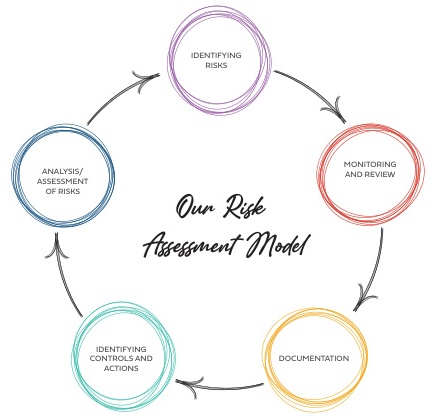 IDENTIFYING
RISKS
MONITORING
AND REVIEW
ANALYSIS/
ASSESSMENT
OF RISKS
Our Risk
Assessment Model
DOCUMENTATION
IDENTIFYING
CONTROLS AND
ACTIONS